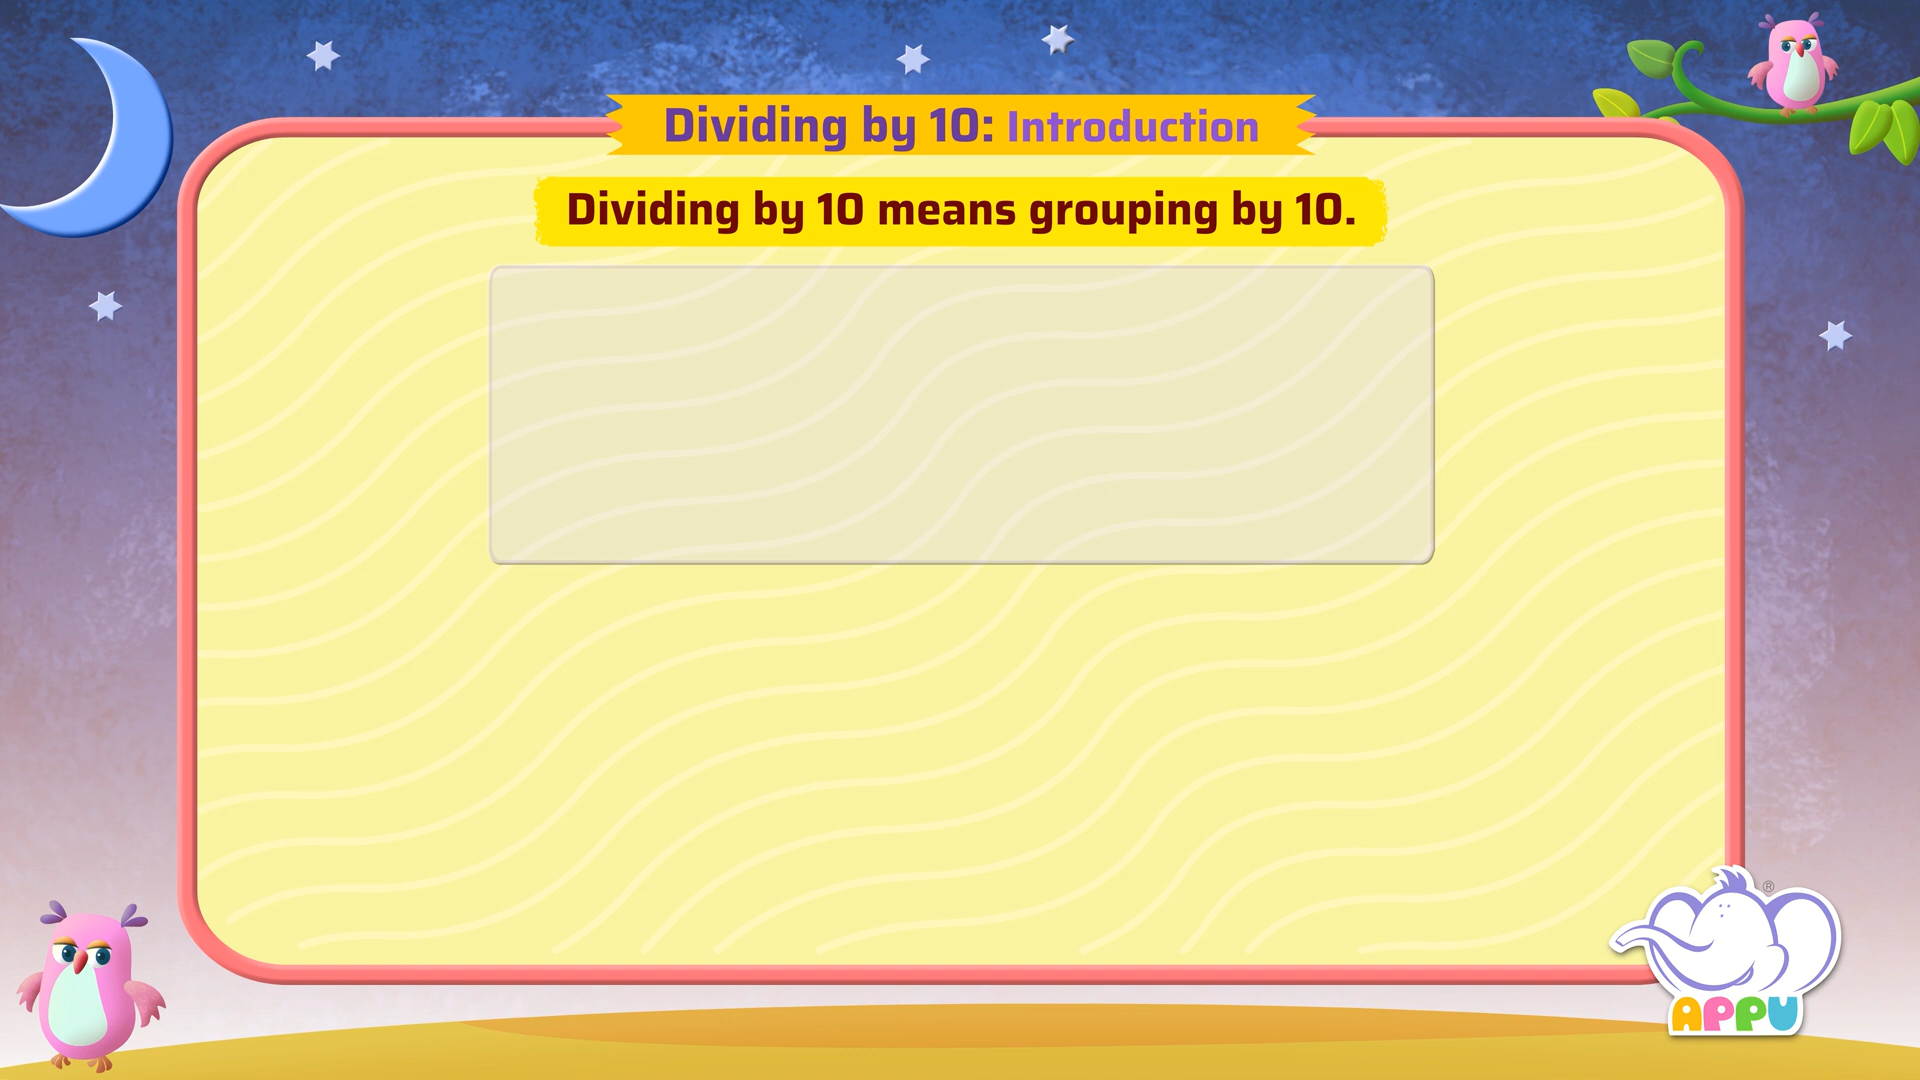 Dividing by 10: Introduction
Dividing by 10 means grouping by 10.
®
APPU